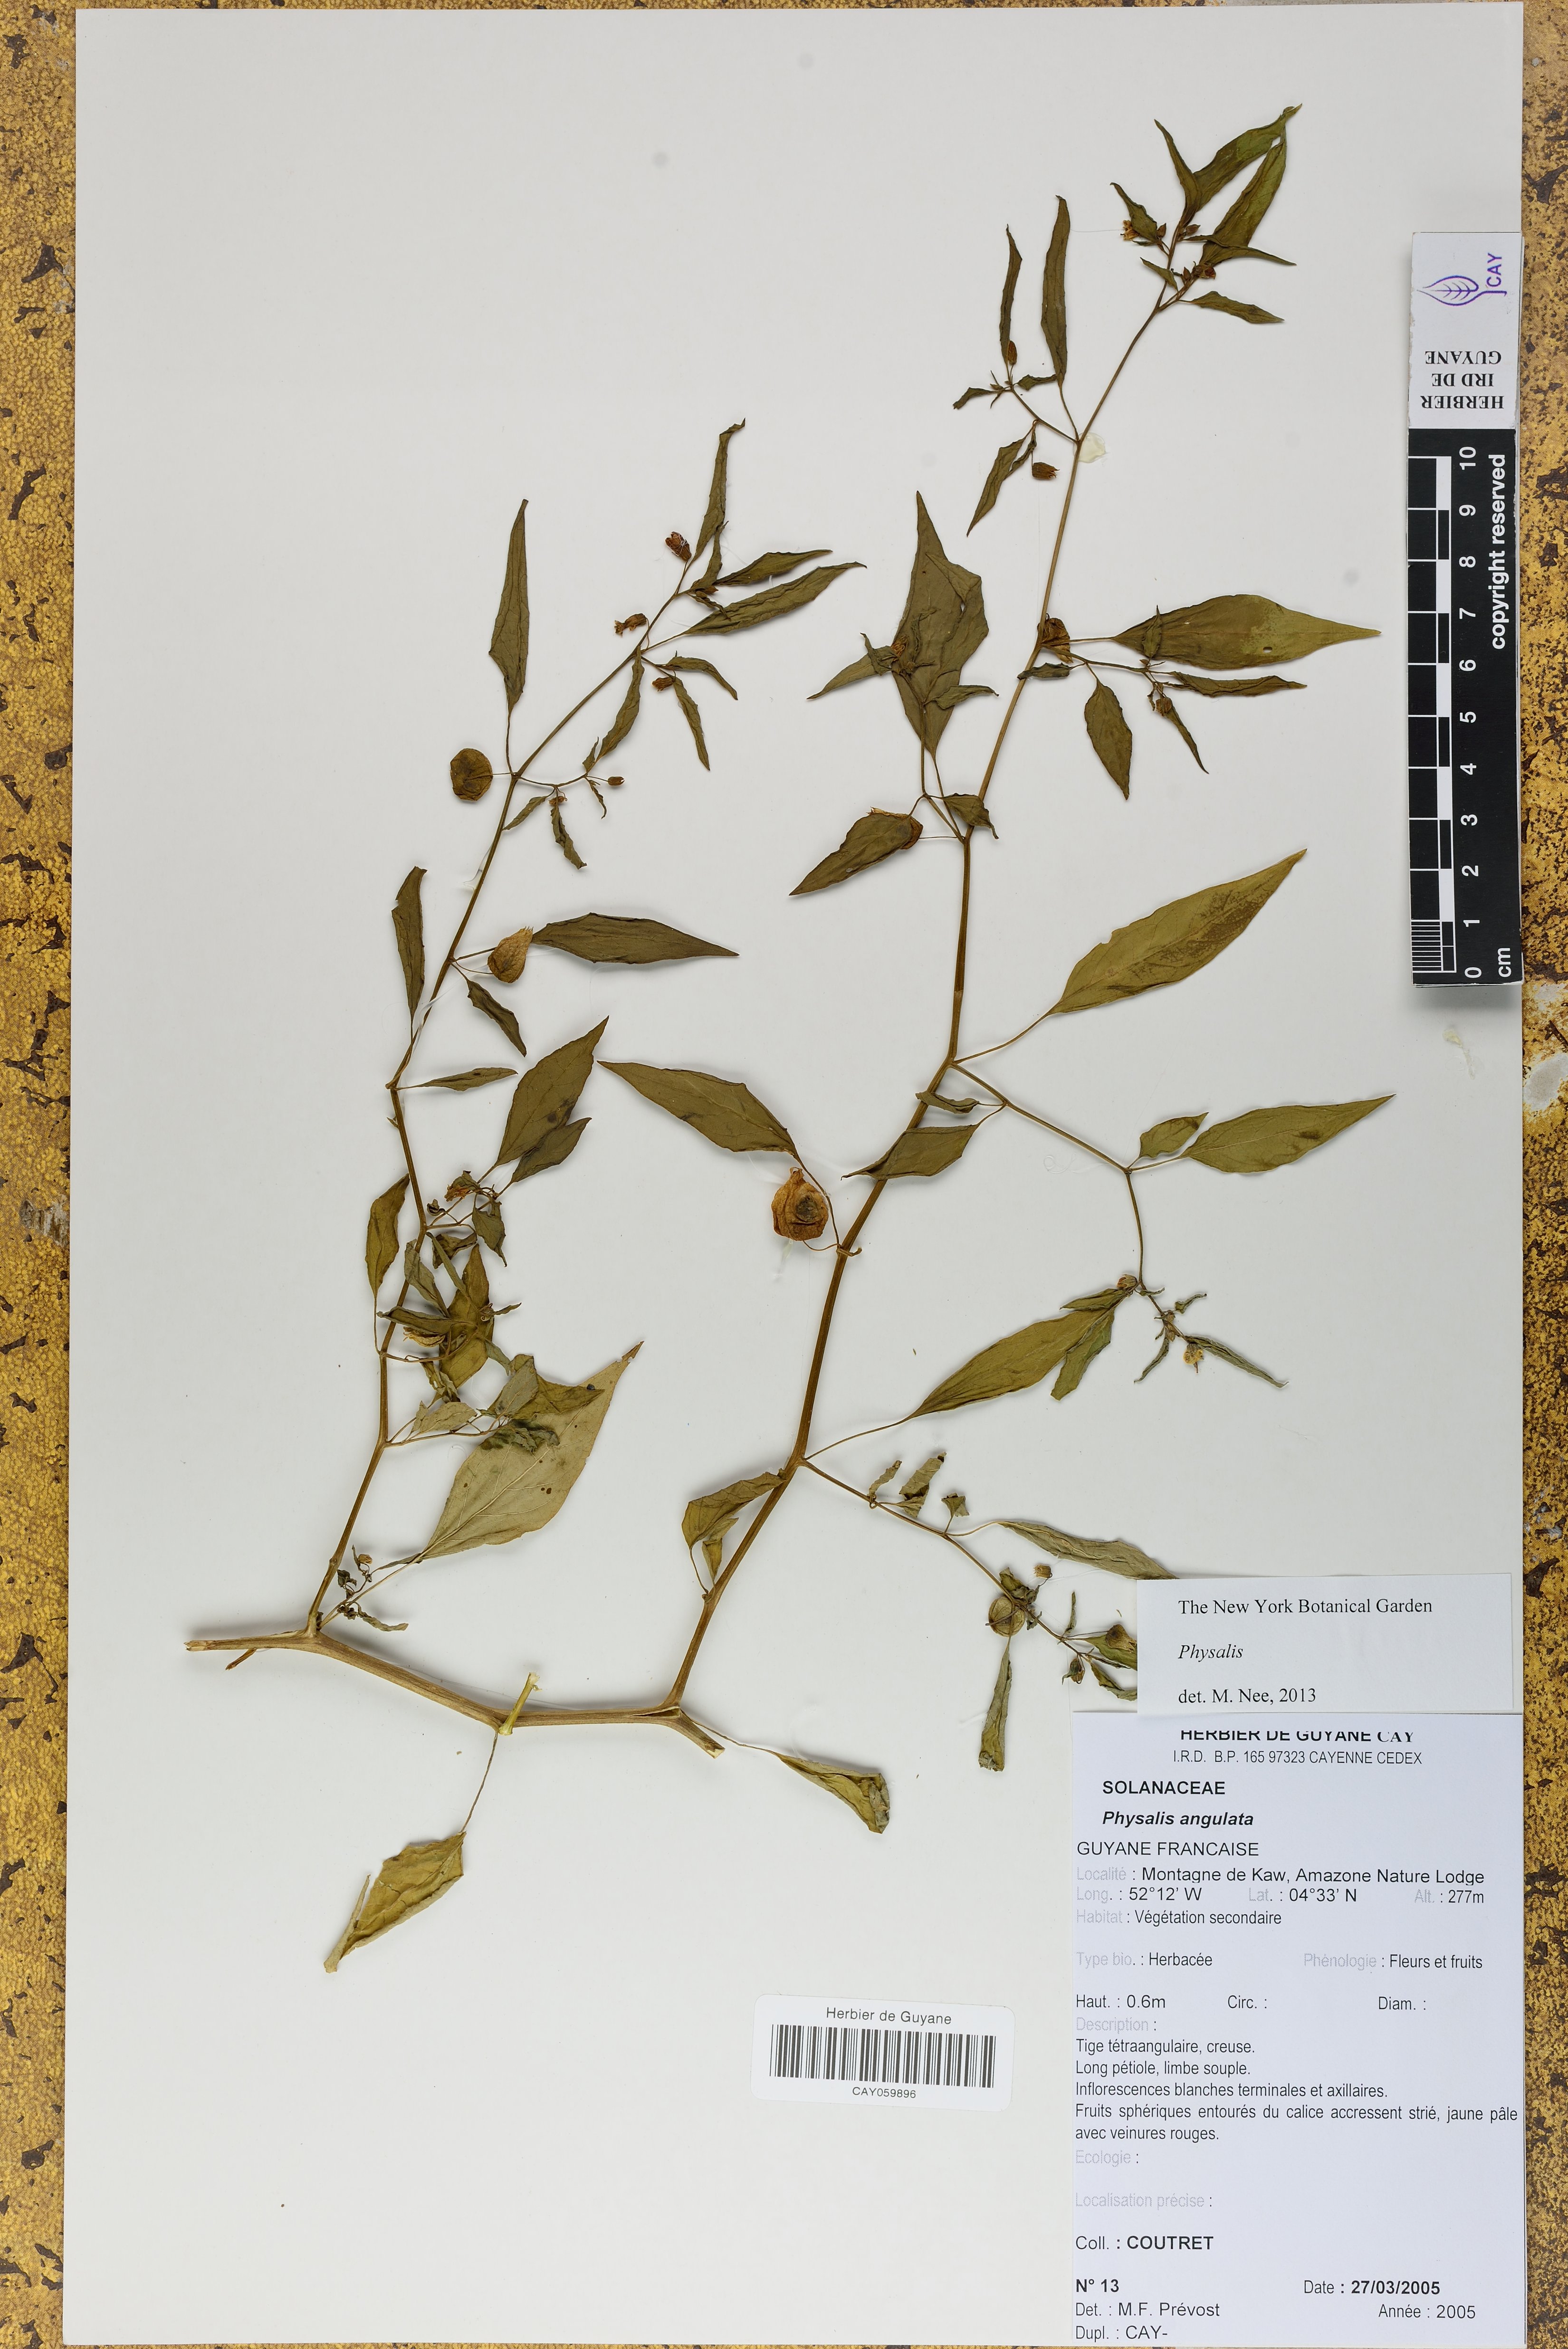 CAY
HERBIER
IRD DE
GUYANE
10
9
8
7
6
5
4
3
2
1
0
cm
copyright reserved
The New York Botanical Garden
Physalis
det. M. Nee, 2013
HERBIER DE GUYANE CAY
I.R.D. B.P. 165 97323 CAYENNE CEDEX
SOLANACEAE
Physalis angulata
GUYANE FRANCAISE
Localité : Montagne de Kaw, Amazone Nature Lodge
Long. : 52°12' W Lat. : 04°33' N Alt. : 277m
Habitat : Végétation secondaire
Type bio. : Herbacée Phénologie : Fleurs et fruits
Haut. : 0.6m Circ. : Diam. :
Description :
Tige tétraangulaire, creuse.
Long pétiole, limbe souple.
Inflorescences blanches terminales et axillaires.
Fruits sphériques entourés du calice accressent strié, jaune pâle
avec veinures rouges.
Ecologie :
Localisation précise :
Coll. : COUTRET
N° 13 Date : 27/03/2005
Det. : M.F. Prévost Année : 2005
Dupl. : CAY-
Herbier de Guyane
CAY059896